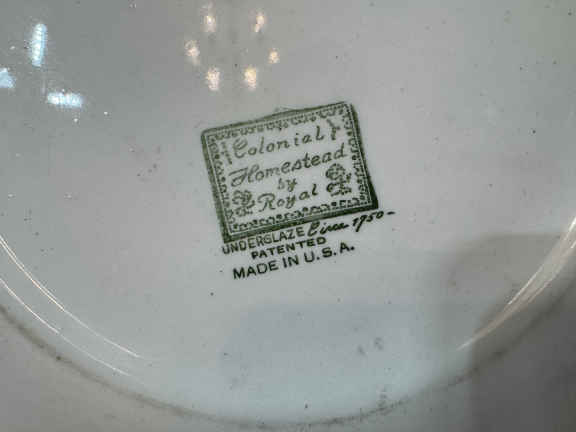 Colonial
Homestead
by
Royal
UNDERGLAZE Circa 1750-
PATENTED
MADE IN U.S.A.